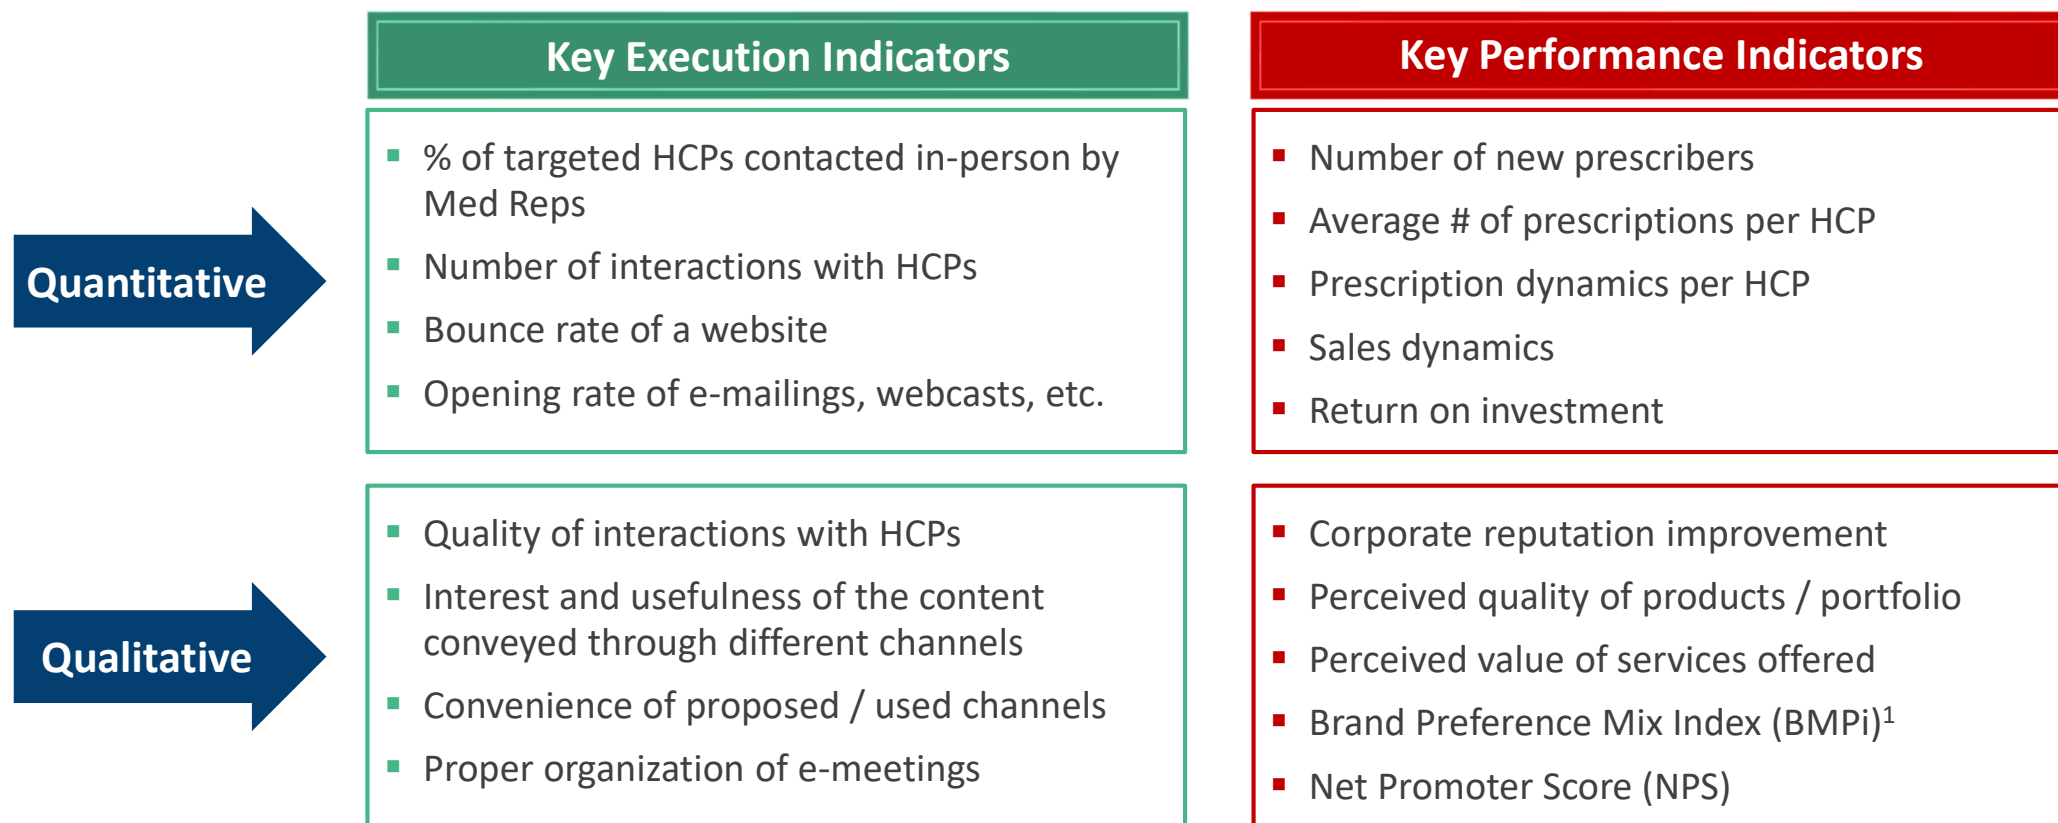 Key Execution Indicators
Key Performance Indicators
Quantitative
▪ % of targeted HCPs contacted in-person by
Med Reps
▪ Number of interactions with HCPs
▪ Bounce rate of a website
▪ Opening rate of e-mailings, webcasts, etc.
▪ Number of new prescribers
▪ Average # of prescriptions per HCP
▪ Prescription dynamics per HCP
▪ Sales dynamics
▪ Return on investment
Qualitative
▪ Quality of interactions with HCPs
▪ Interest and usefulness of the content
conveyed through different channels
▪ Convenience of proposed / used channels
▪ Proper organization of e-meetings
▪ Corporate reputation improvement
▪ Perceived quality of products / portfolio
▪ Perceived value of services offered
▪ Brand Preference Mix Index (BMPi)¹
▪ Net Promoter Score (NPS)